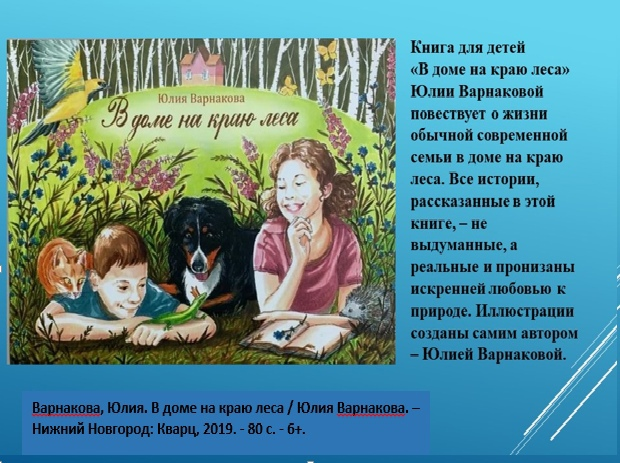 Юлия Варнакова
В доме на краю леса
Книга для детей
«В доме на краю леса»
Юлии Варнаковой
повествует о жизни
обычной современной
семьи в доме на краю
леса. Все истории,
рассказанные в этой
книге, – не
выдуманные, а
реальные и пронизаны
искренней любовью к
природе. Иллюстрации
созданы самим автором
– Юлией Варнаковой.
Варнакова, Юлия. В доме на краю леса / Юлия Варнакова. –
Нижний Новгород: Кварц, 2019. - 80 с. - 6+.